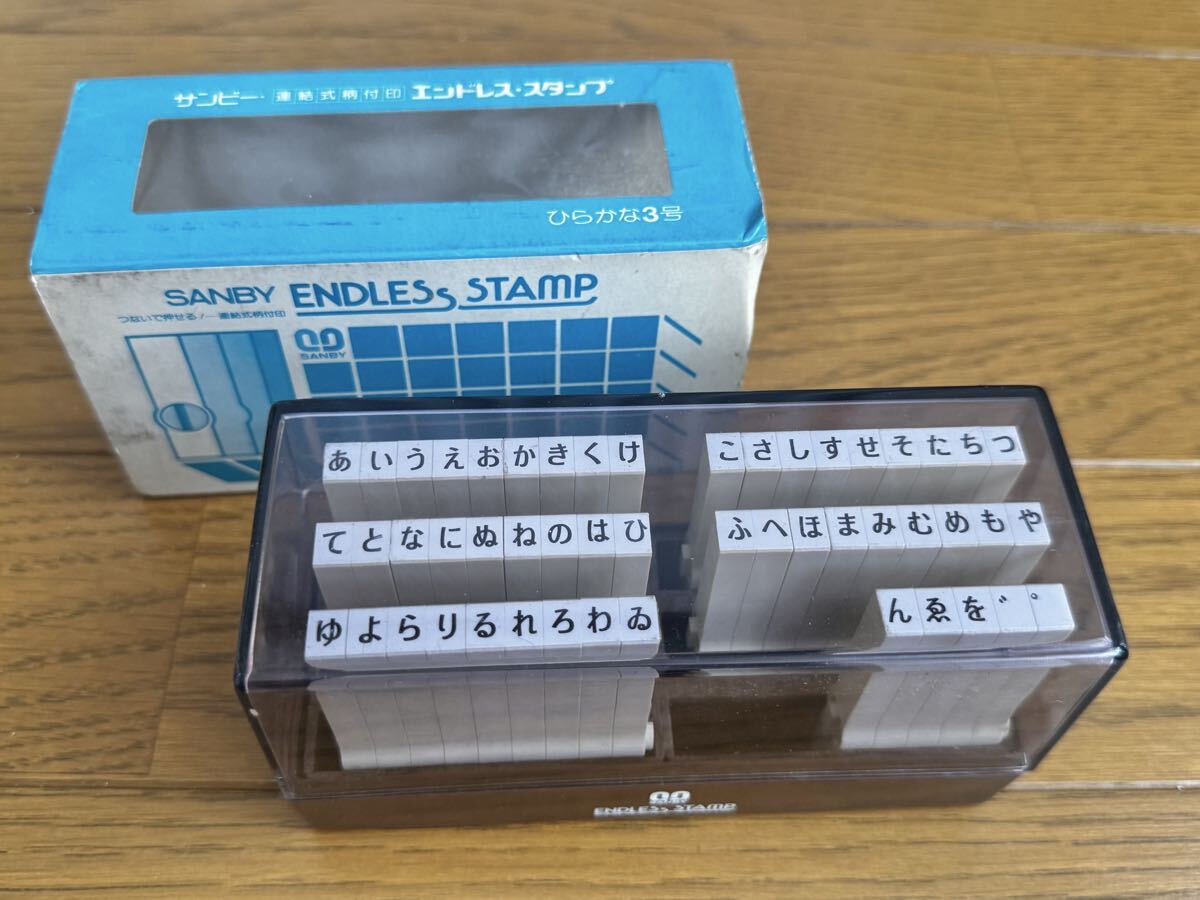 サンビー・連結式柄付印 エンドレス・スタンプ
ひらかな3号
SANBY ENDLESS STAMP
つないで押せる!一連結式柄付印
SANBY
あいうえおかきくけ
こさしすせそたちつ
てとなにぬねのはひ
ふへほまみむめもや
ゆよらりるれろわゐ
んゑを゛゜
ENDLESS STAMP